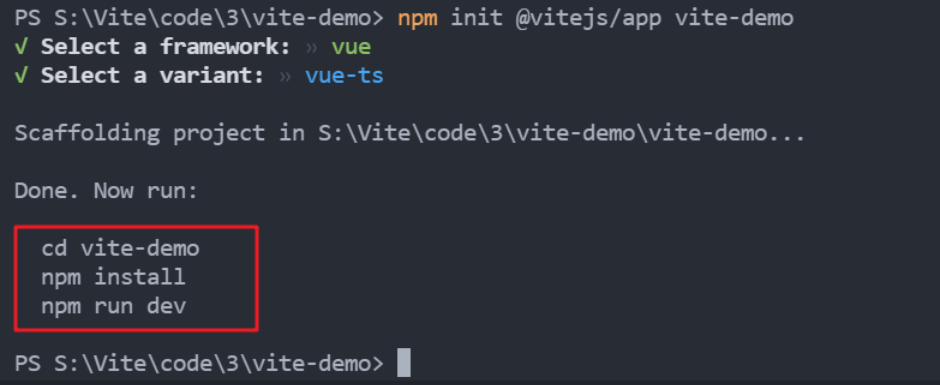 PS S:\Vite\code\3\vite-demo> npm init @vitejs/app vite-demo
√ Select a framework: » vue
√ Select a variant: » vue-ts
Scaffolding project in S:\Vite\code\3\vite-demo\vite-demo...
Done. Now run:
cd vite-demo
npm install
npm run dev
PS S:\Vite\code\3\vite-demo>